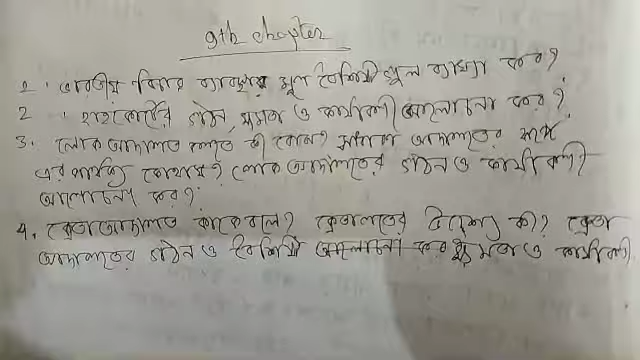 9th chapter
1. ভারতীয় বিচার ব্যবস্থার মূল বৈশিষ্ট্য গুলি ব্যাখ্যা কর?
2. হাইকোর্টের গঠন, ক্ষমতা ও কার্যাবলী আলোচনা কর?
3. লোক আদালত বলতে কী বোঝ? সাধারণ আদালতের সঙ্গে
এর পার্থক্য কোথায়? লোক আদালতের গঠন ও কার্যাবলী
আলোচনা কর?
4. ক্রেতা আদালত কাকে বলে? ক্রেতালতের উদ্দেশ্য কী? ক্রেতা
আদালতের গঠন ও বৈশিষ্ট্য আলোচনা কর ক্ষমতা ও কার্যাবলী